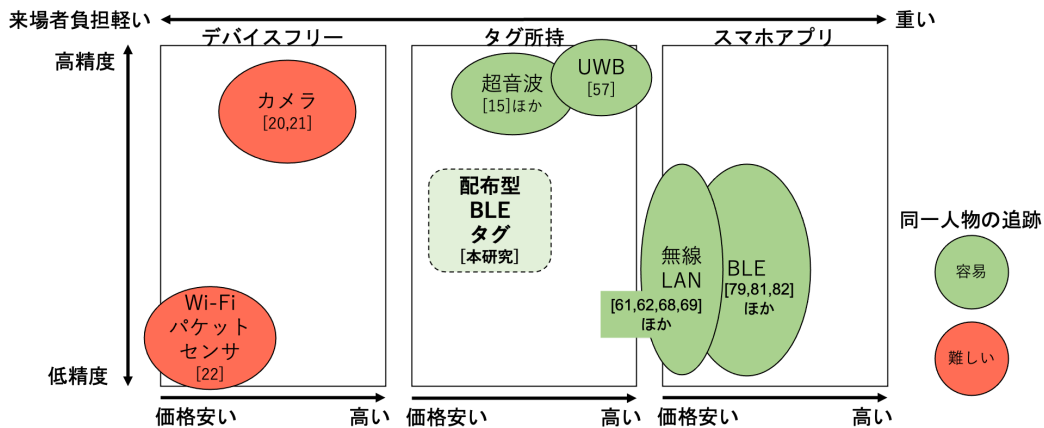 来場者負担軽い
重い
デバイスフリー
タグ所持
スマホアプリ
高精度
低精度
カメラ
[20,21]
Wi-Fi
パケット
センサ
[22]
超音波
[15]ほか
UWB
[57]
配布型
BLE
タグ
[本研究]
無線
LAN
[61,62,68,69]
ほか
BLE
[79,81,82]
ほか
同一人物の追跡
容易
難しい
価格安い
高い
価格安い
高い
価格安い
高い